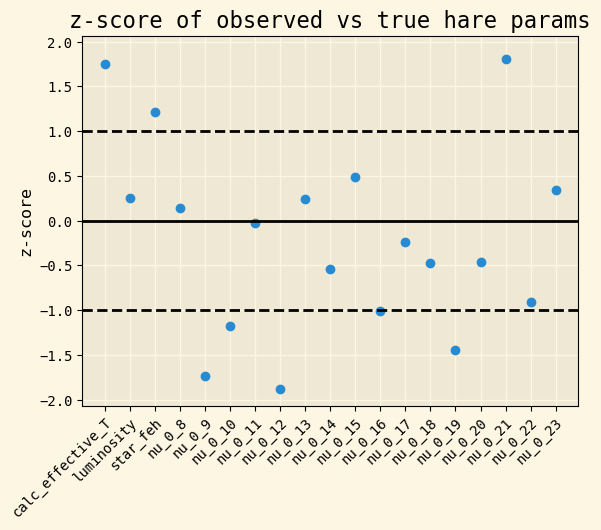 z-score of observed vs true hare params
z-score
2.0
1.5
1.0
0.5
0.0
−0.5
−1.0
−1.5
−2.0
calc_effective_T
luminosity
star_feh
nu_0_8
nu_0_9
nu_0_10
nu_0_11
nu_0_12
nu_0_13
nu_0_14
nu_0_15
nu_0_16
nu_0_17
nu_0_18
nu_0_19
nu_0_20
nu_0_21
nu_0_22
nu_0_23